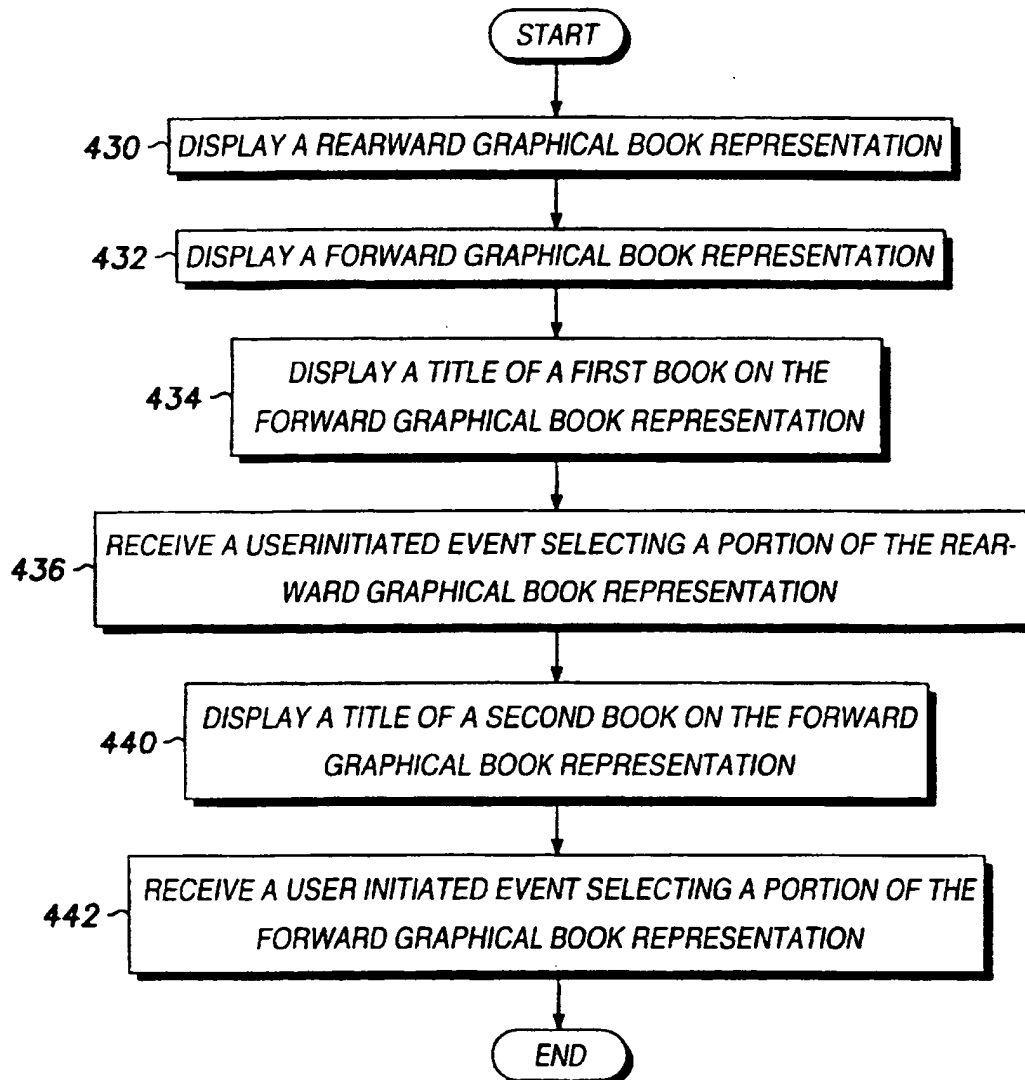 START
430 DISPLAY A REARWARD GRAPHICAL BOOK REPRESENTATION
432 DISPLAY A FORWARD GRAPHICAL BOOK REPRESENTATION
434 DISPLAY A TITLE OF A FIRST BOOK ON THE
FORWARD GRAPHICAL BOOK REPRESENTATION
436 RECEIVE A USERINITIATED EVENT SELECTING A PORTION OF THE REAR-
WARD GRAPHICAL BOOK REPRESENTATION
440 DISPLAY A TITLE OF A SECOND BOOK ON THE FORWARD
GRAPHICAL BOOK REPRESENTATION
442 RECEIVE A USER INITIATED EVENT SELECTING A PORTION OF THE
FORWARD GRAPHICAL BOOK REPRESENTATION
END